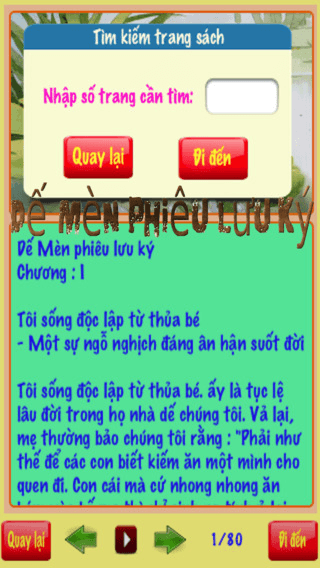 Tìm kiếm trang sách
Nhập số trang cần tìm:
Quay lại
Đi đến
Dế Mèn Phiêu Lưu Ký
Dế Mèn phiêu lưu ký
Chương : I
Tôi sống độc lập từ thủa bé
- Một sự ngỗ nghịch đáng ân hận suốt đời
Tôi sống độc lập từ thủa bé. ấy là tục lệ
lâu đời trong họ nhà dế chúng tôi. Vả lại,
mẹ thường bảo chúng tôi rằng : "Phải như
thế để các con biết kiếm ăn một mình cho
quen đi. Con cái mà cứ nhong nhong ăn
Quay lại
1/80
Đi đến